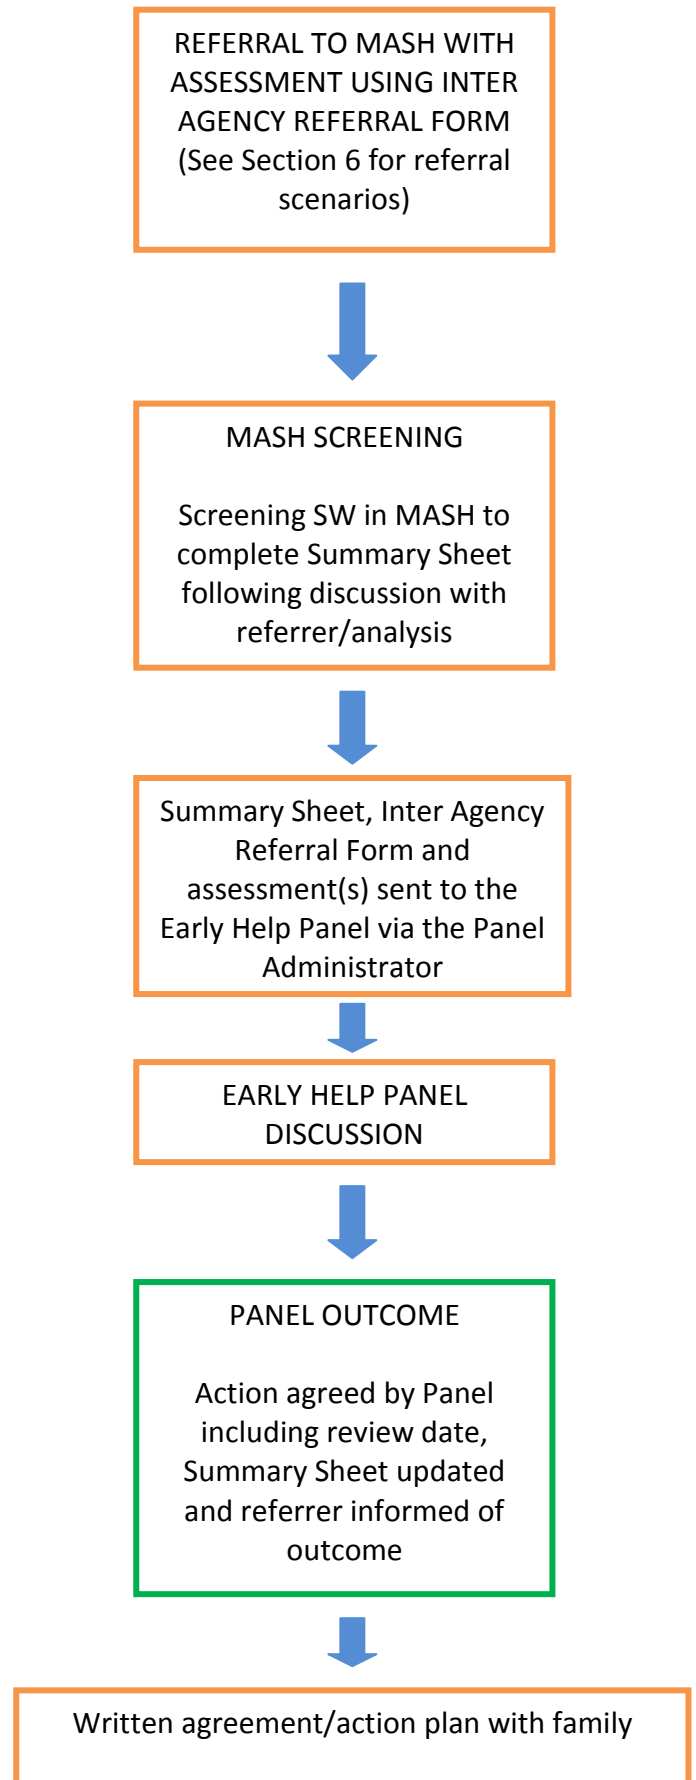 REFERRAL TO MASH WITH
ASSESSMENT USING INTER
AGENCY REFERRAL FORM
(See Section 6 for referral
scenarios)
MASH SCREENING
Screening SW in MASH to
complete Summary Sheet
following discussion with
referrer/analysis
Summary Sheet, Inter Agency
Referral Form and
assessment(s) sent to the
Early Help Panel via the Panel
Administrator
EARLY HELP PANEL
DISCUSSION
PANEL OUTCOME
Action agreed by Panel
including review date,
Summary Sheet updated
and referrer informed of
outcome
Written agreement/action plan with family